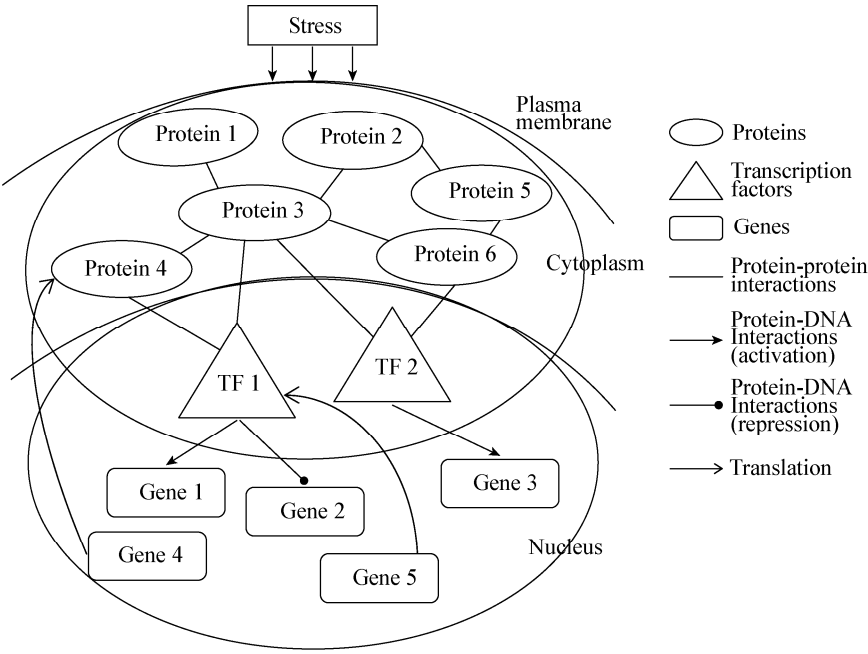 Stress
Plasma
membrane
Protein 1
Protein 2
Protein 5
Protein 3
Protein 6
Protein 4
Cytoplasm
TF 1
TF 2
Gene 1
Gene 2
Gene 3
Gene 4
Gene 5
Nucleus
Proteins
Transcription
factors
Genes
Protein-protein
interactions
Protein-DNA
Interactions
(activation)
Protein-DNA
Interactions
(repression)
Translation